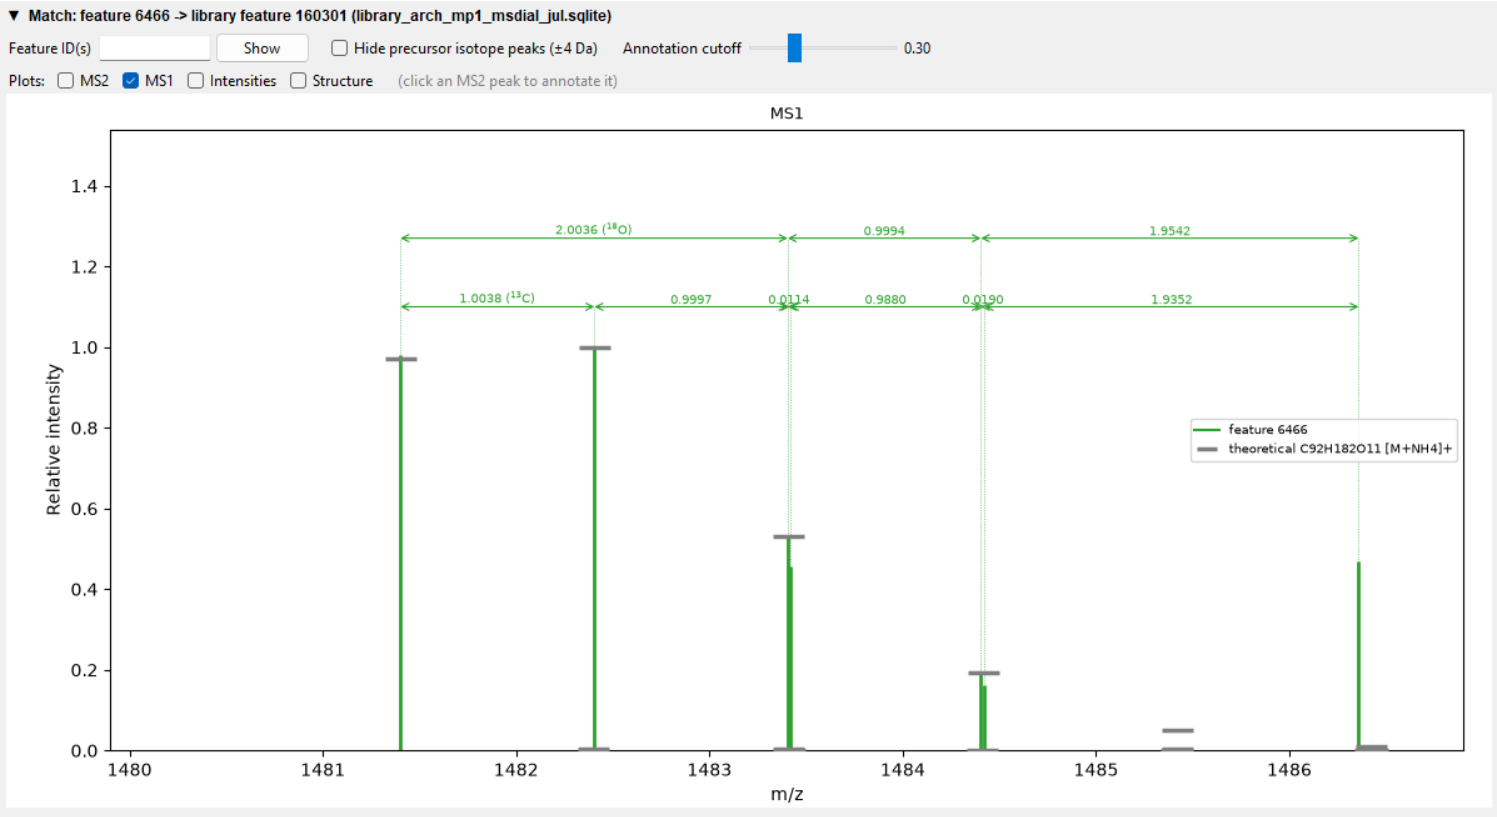 ▼ Match: feature 6466 -> library feature 160301 (library_arch_mp1_msdial_jul.sqlite)
Feature ID(s) Show Hide precursor isotope peaks (±4 Da) Annotation cutoff 0.30
Plots: MS2 MS1 Intensities Structure (click an MS2 peak to annotate it)
MS1
2.0036 (¹⁸O) 0.9994 1.9542
1.0038 (¹³C) 0.9997 0.0114 0.9880 0.0190 1.9352
feature 6466
theoretical C92H182O11 [M+NH4]+
Relative intensity
1.4
1.2
1.0
0.8
0.6
0.4
0.2
0.0
1480 1481 1482 1483 1484 1485 1486
m/z